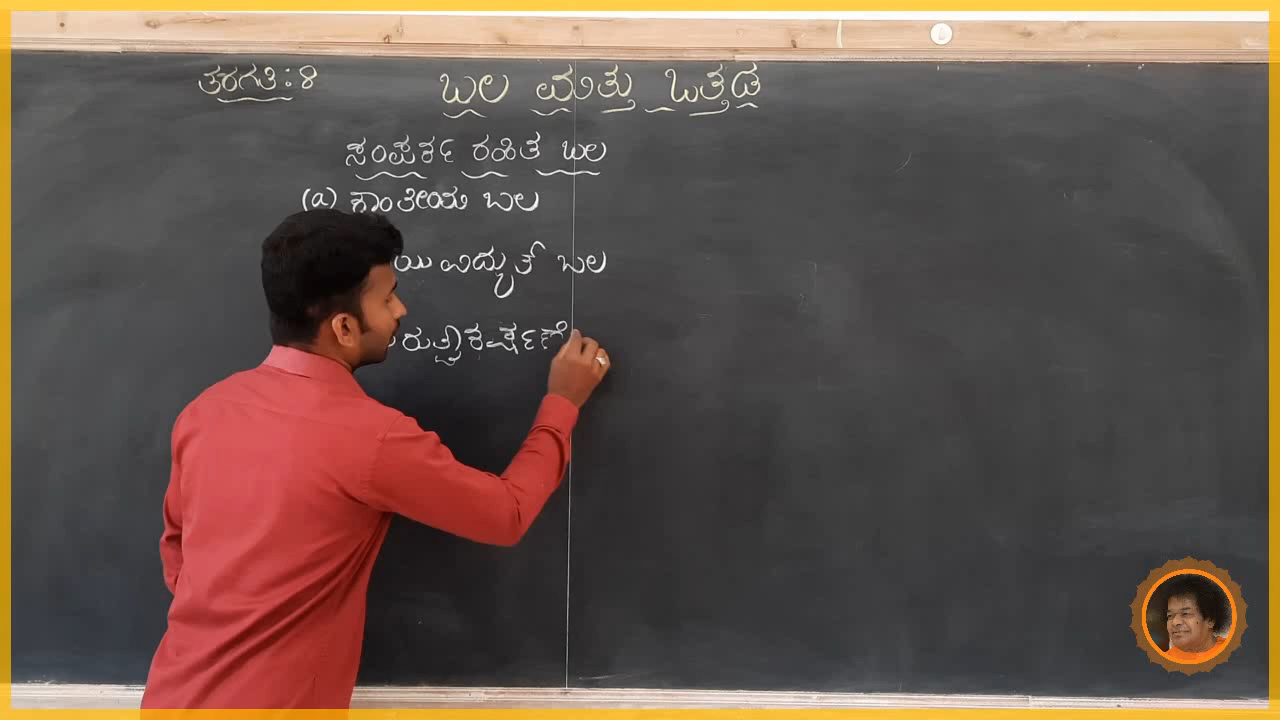 ತರಗತಿ: 8
ಬಲ ಮತ್ತು ಒತ್ತಡ
ಸಂಪರ್ಕ ರಹಿತ ಬಲ
(a) ಕಾಂತೀಯ ಬಲ
ಯಿವಿದ್ಯುತ್ ಬಲ
ರುತ್ವಾಕರ್ಷಣೆ